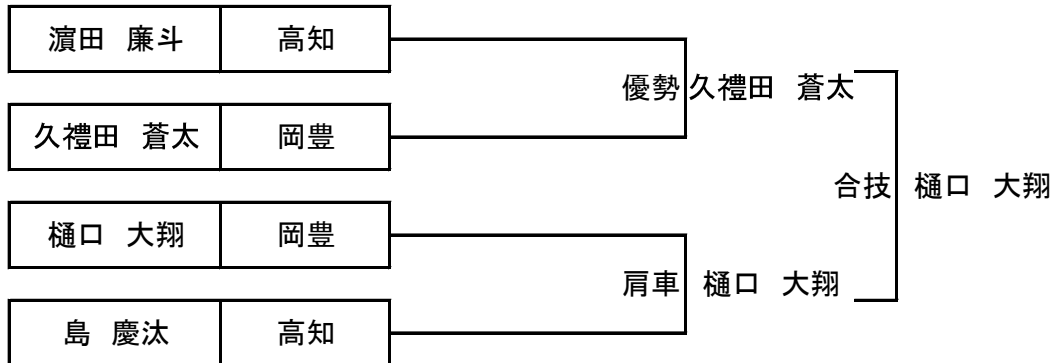 濵田　廉斗　高知
優勢 久禮田　蒼太
久禮田　蒼太　岡豊
合技　樋口　大翔
樋口　大翔　岡豊
肩車　樋口　大翔
島　慶汰　高知